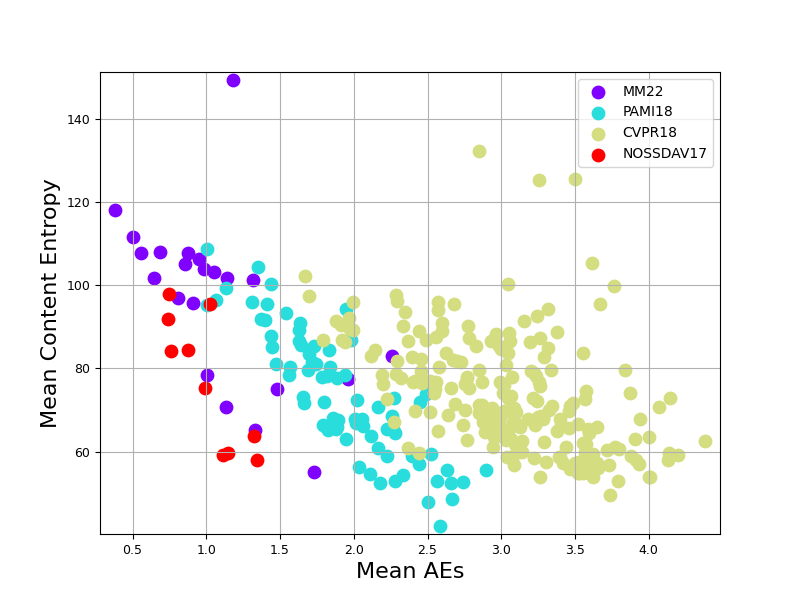 MM22
PAMI18
CVPR18
NOSSDAV17
140
120
100
80
60
Mean Content Entropy
0.5 1.0 1.5 2.0 2.5 3.0 3.5 4.0
Mean AEs